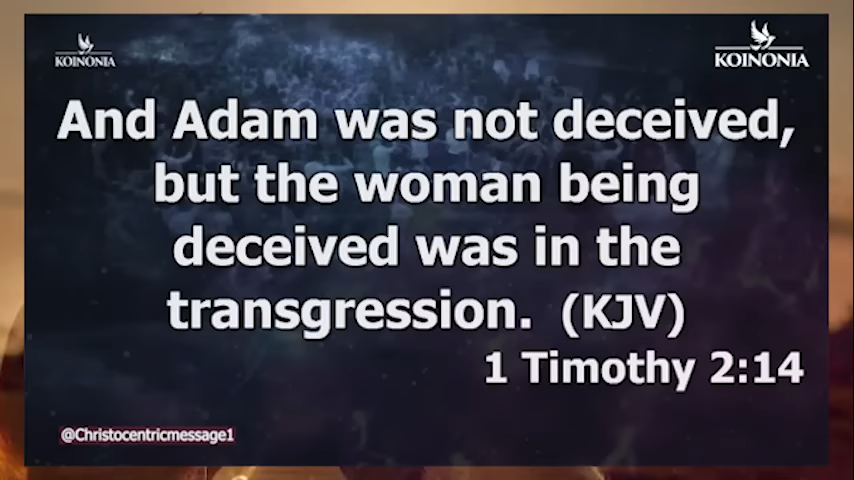 KOINONIA
KOINONIA
And Adam was not deceived,
but the woman being
deceived was in the
transgression. (KJV)
1 Timothy 2:14
@Christocentricmessage1